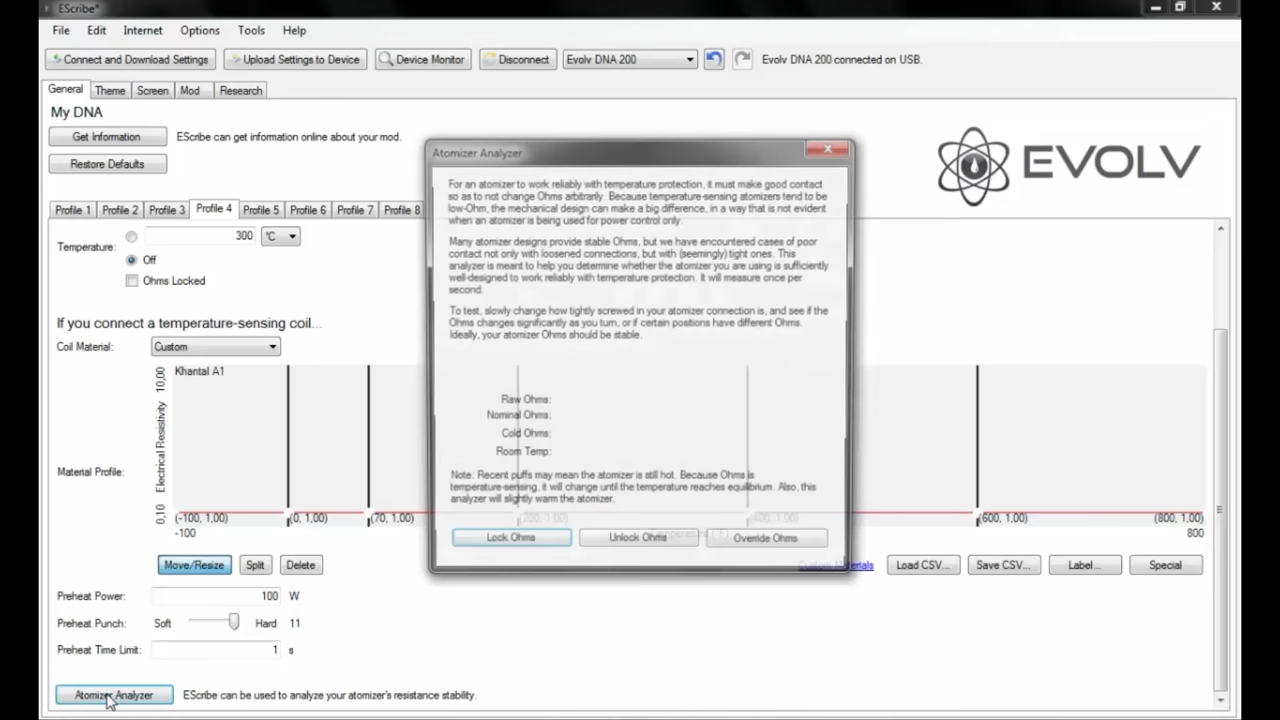 EScribe*
File Edit Internet Options Tools Help
Connect and Download Settings Upload Settings to Device Device Monitor Disconnect Evolv DNA 200 Evolv DNA 200 connected on USB.
General Theme Screen Mod Research
My DNA
Get Information EScribe can get information online about your mod.
Restore Defaults
EVOLV
Profile 1 Profile 2 Profile 3 Profile 4 Profile 5 Profile 6 Profile 7 Profile 8
Temperature: 300 °C
Off
Ohms Locked
If you connect a temperature-sensing coil...
Coil Material: Custom
Khantal A1
Electrical Resistivity
10,00
0,10
Material Profile:
(-100, 1.00) (0, 1.00) (70, 1.00) (200, 1.00) (400, 1.00) (600, 1.00) (800, 1.00)
-100 Temperature (°F) 800
Move/Resize Split Delete Custom Materials Load CSV... Save CSV... Label... Special
Preheat Power: 100 W
Preheat Punch: Soft Hard 11
Preheat Time Limit: 1 s
Atomizer Analyzer EScribe can be used to analyze your atomizer's resistance stability.
Atomizer Analyzer
For an atomizer to work reliably with temperature protection, it must make good contact
so as to not change Ohms arbitrarily. Because temperature-sensing atomizers tend to be
low-Ohm, the mechanical design can make a big difference, in a way that is not evident
when an atomizer is being used for power control only.
Many atomizer designs provide stable Ohms, but we have encountered cases of poor
contact not only with loosened connections, but with (seemingly) tight ones. This
analyzer is meant to help you determine whether the atomizer you are using is sufficiently
well-designed to work reliably with temperature protection. It will measure once per
second.
To test, slowly change how tightly screwed in your atomizer connection is, and see if the
Ohms changes significantly as you turn, or if certain positions have different Ohms.
Ideally, your atomizer Ohms should be stable.
Raw Ohms:
Nominal Ohms:
Cold Ohms:
Room Temp:
Note: Recent puffs may mean the atomizer is still hot. Because Ohms is
temperature-sensing, it will change until the temperature reaches equilibrium. Also, this
analyzer will slightly warm the atomizer.
Lock Ohms Unlock Ohms Override Ohms